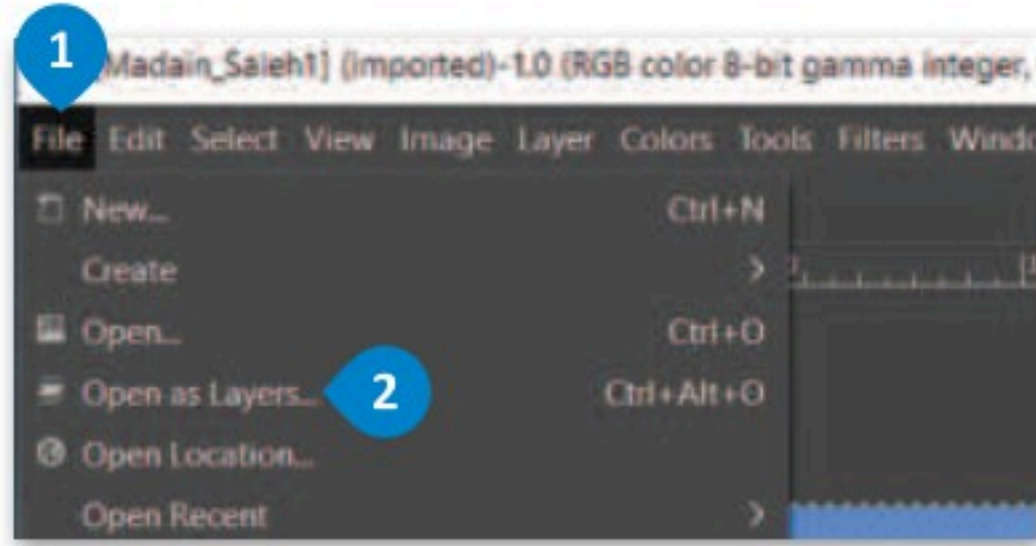 1
Madain_Saleh1] (imported)-1.0 (RGB color 8-bit gamma integer,
File Edit Select View Image Layer Colors Tools Filters
New... Ctrl+N
Create >
Open... Ctrl+O
Open as Layers... 2 Ctrl+Alt+O
Open Location...
Open Recent >